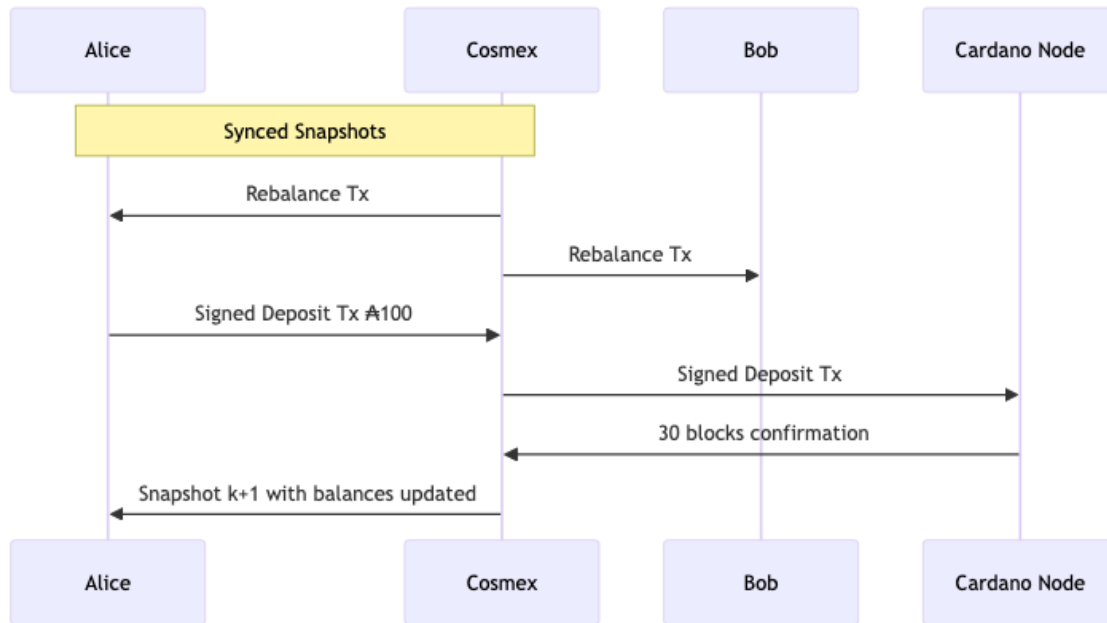 Alice
Cosmex
Bob
Cardano Node
Synced Snapshots
Rebalance Tx
Rebalance Tx
Signed Deposit Tx ₳100
Signed Deposit Tx
30 blocks confirmation
Snapshot k+1 with balances updated
Alice
Cosmex
Bob
Cardano Node